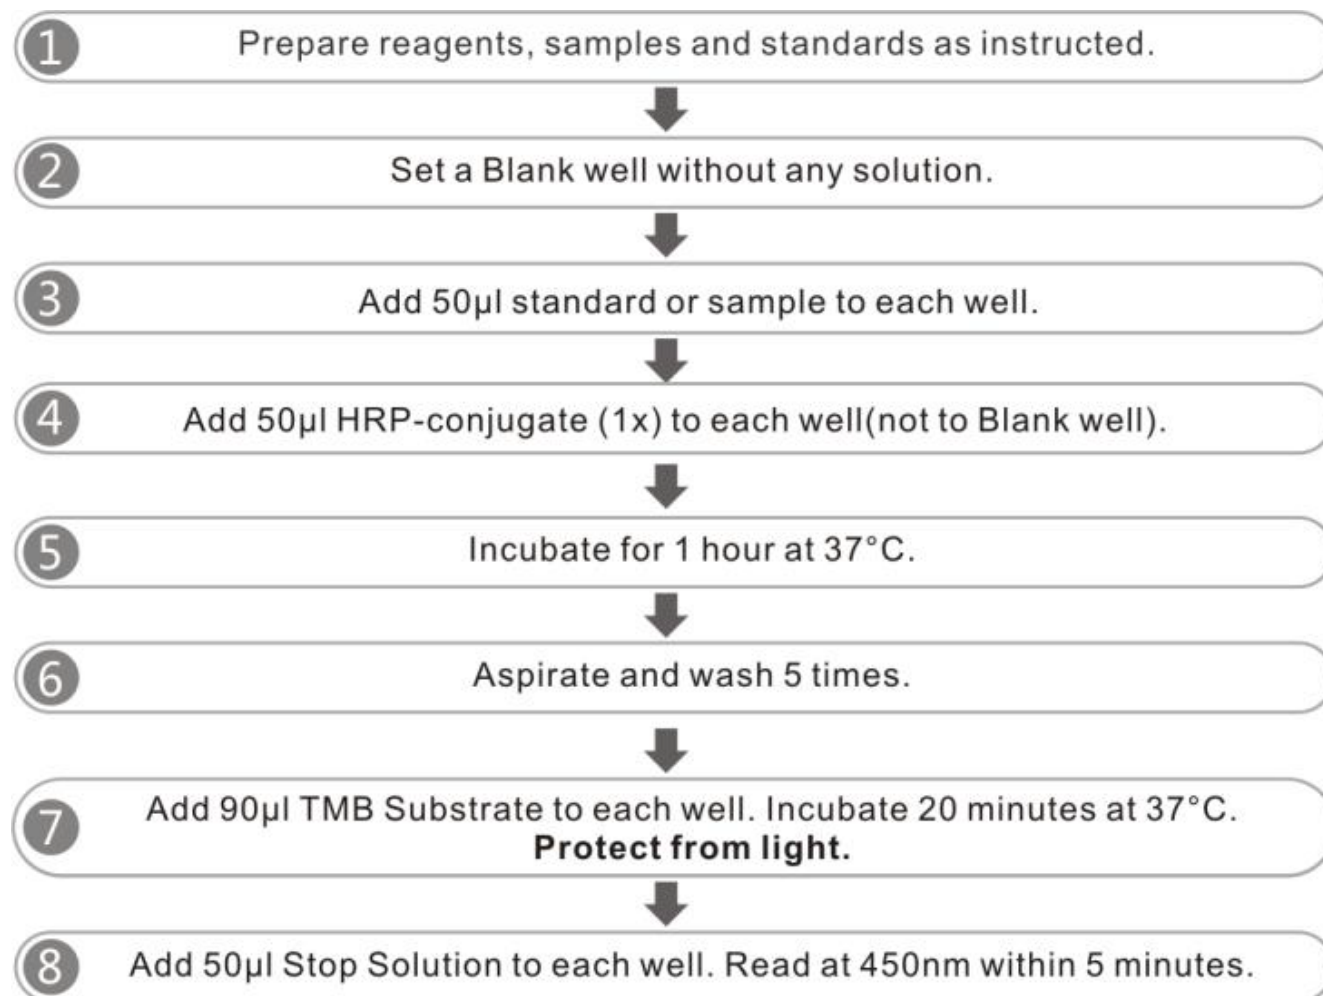 1 Prepare reagents, samples and standards as instructed.
2 Set a Blank well without any solution.
3 Add 50µl standard or sample to each well.
4 Add 50µl HRP-conjugate (1x) to each well(not to Blank well).
5 Incubate for 1 hour at 37°C.
6 Aspirate and wash 5 times.
7 Add 90µl TMB Substrate to each well. Incubate 20 minutes at 37°C.
Protect from light.
8 Add 50µl Stop Solution to each well. Read at 450nm within 5 minutes.